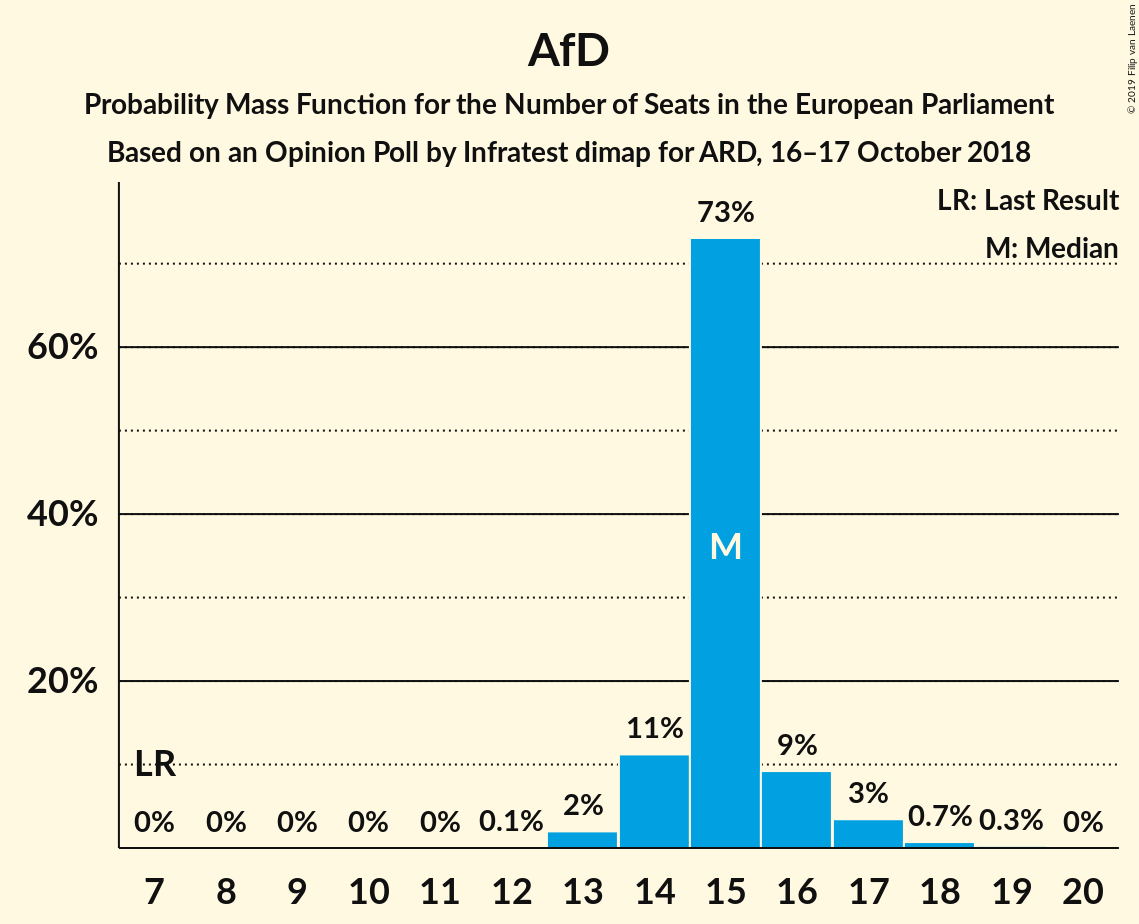 AfD
Probability Mass Function for the Number of Seats in the European Parliament
Based on an Opinion Poll by Infratest dimap for ARD, 16–17 October 2018
© 2019 Filip van Laenen
LR: Last Result
M: Median
73%
60%
40%
M
20%
11%
9%
LR
3%
2%
0% 0% 0% 0% 0% 0.1% 0.7% 0.3% 0%
7 8 9 10 11 12 13 14 15 16 17 18 19 20